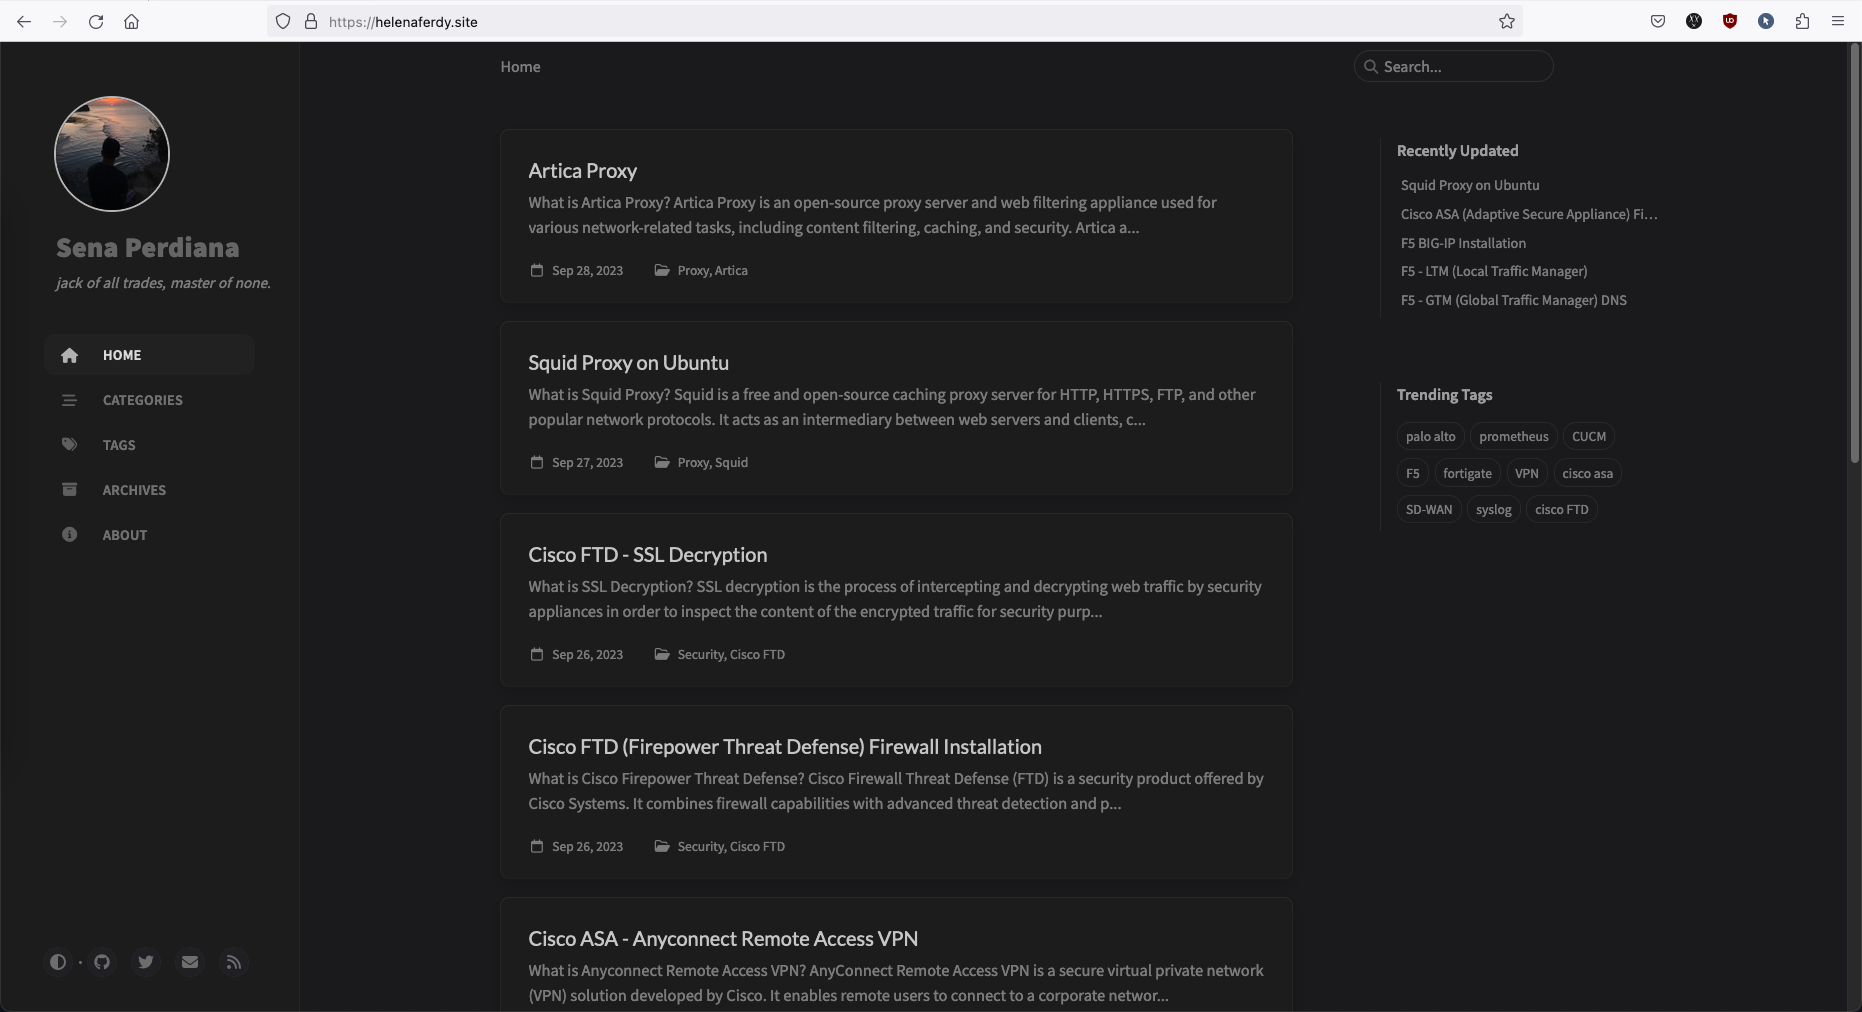 https://helenaferdy.site
Sena Perdiana
jack of all trades, master of none.
HOME
CATEGORIES
TAGS
ARCHIVES
ABOUT
Home
Search...
Artica Proxy
What is Artica Proxy? Artica Proxy is an open-source proxy server and web filtering appliance used for
various network-related tasks, including content filtering, caching, and security. Artica a...
Sep 28, 2023 Proxy, Artica
Squid Proxy on Ubuntu
What is Squid Proxy? Squid is a free and open-source caching proxy server for HTTP, HTTPS, FTP, and other
popular network protocols. It acts as an intermediary between web servers and clients, c...
Sep 27, 2023 Proxy, Squid
Cisco FTD - SSL Decryption
What is SSL Decryption? SSL decryption is the process of intercepting and decrypting web traffic by security
appliances in order to inspect the content of the encrypted traffic for security purp...
Sep 26, 2023 Security, Cisco FTD
Cisco FTD (Firepower Threat Defense) Firewall Installation
What is Cisco Firepower Threat Defense? Cisco Firewall Threat Defense (FTD) is a security product offered by
Cisco Systems. It combines firewall capabilities with advanced threat detection and p...
Sep 26, 2023 Security, Cisco FTD
Cisco ASA - Anyconnect Remote Access VPN
What is Anyconnect Remote Access VPN? AnyConnect Remote Access VPN is a secure virtual private network
(VPN) solution developed by Cisco. It enables remote users to connect to a corporate networ...
Recently Updated
Squid Proxy on Ubuntu
Cisco ASA (Adaptive Secure Appliance) Fi...
F5 BIG-IP Installation
F5 - LTM (Local Traffic Manager)
F5 - GTM (Global Traffic Manager) DNS
Trending Tags
palo alto prometheus CUCM
F5 fortigate VPN cisco asa
SD-WAN syslog cisco FTD